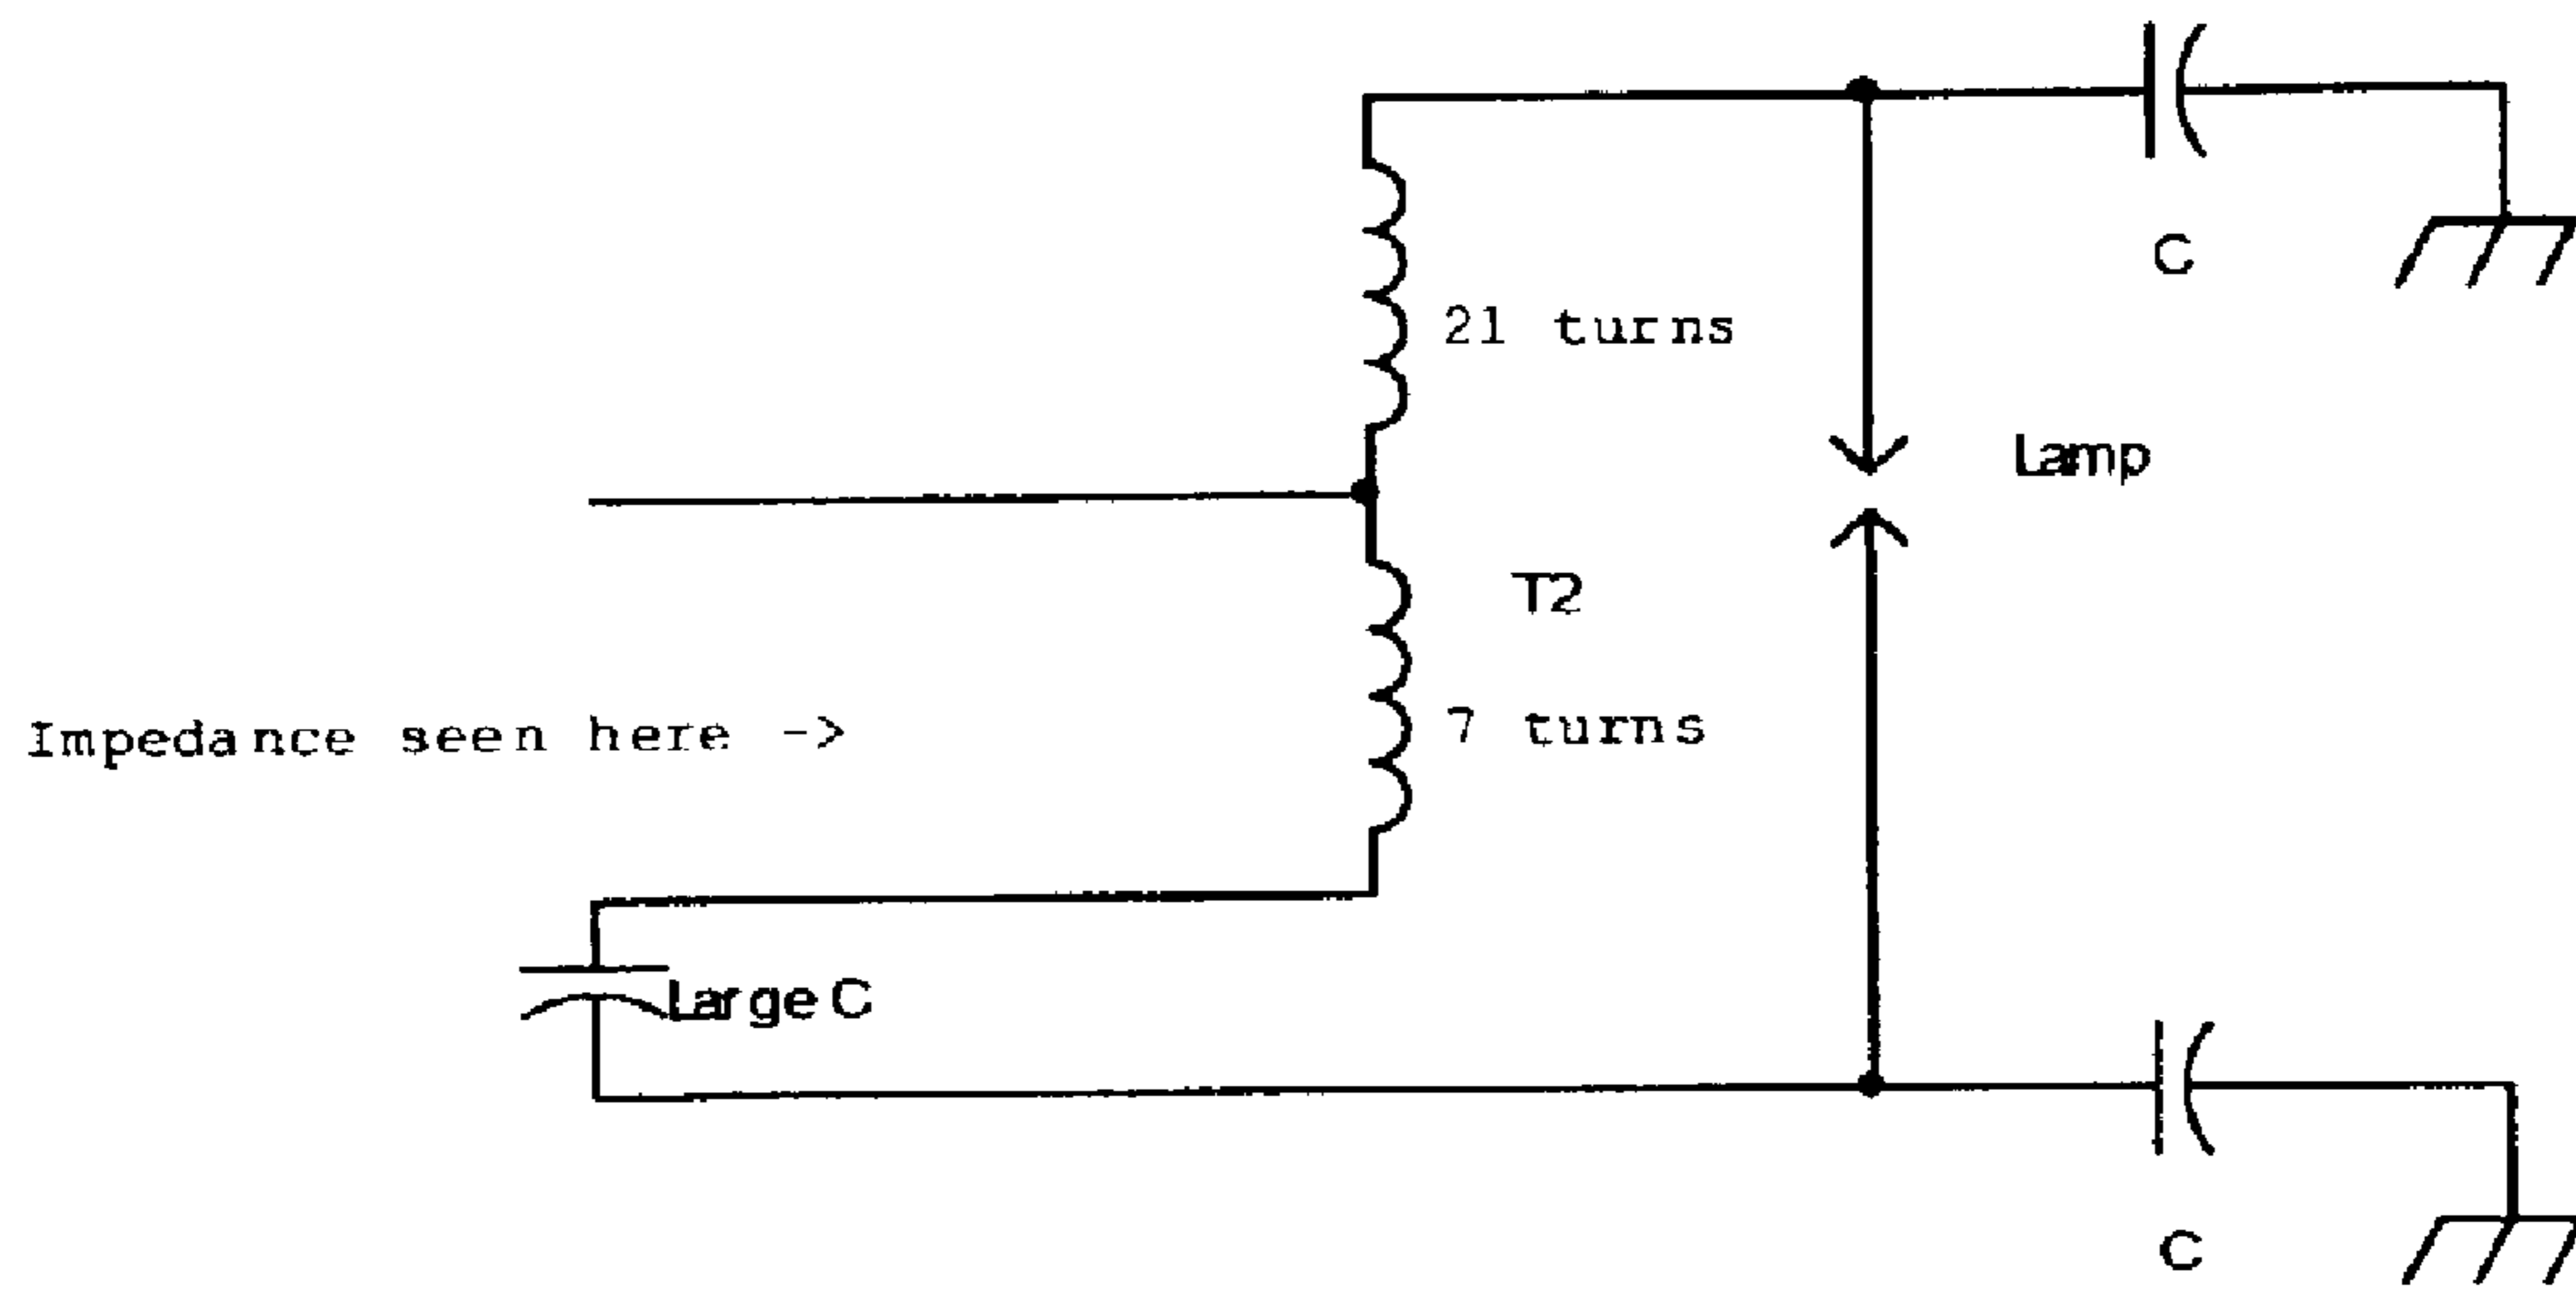 C
21 turns
Lamp
T2
7 turns
Impedance seen here ->
Large C
C